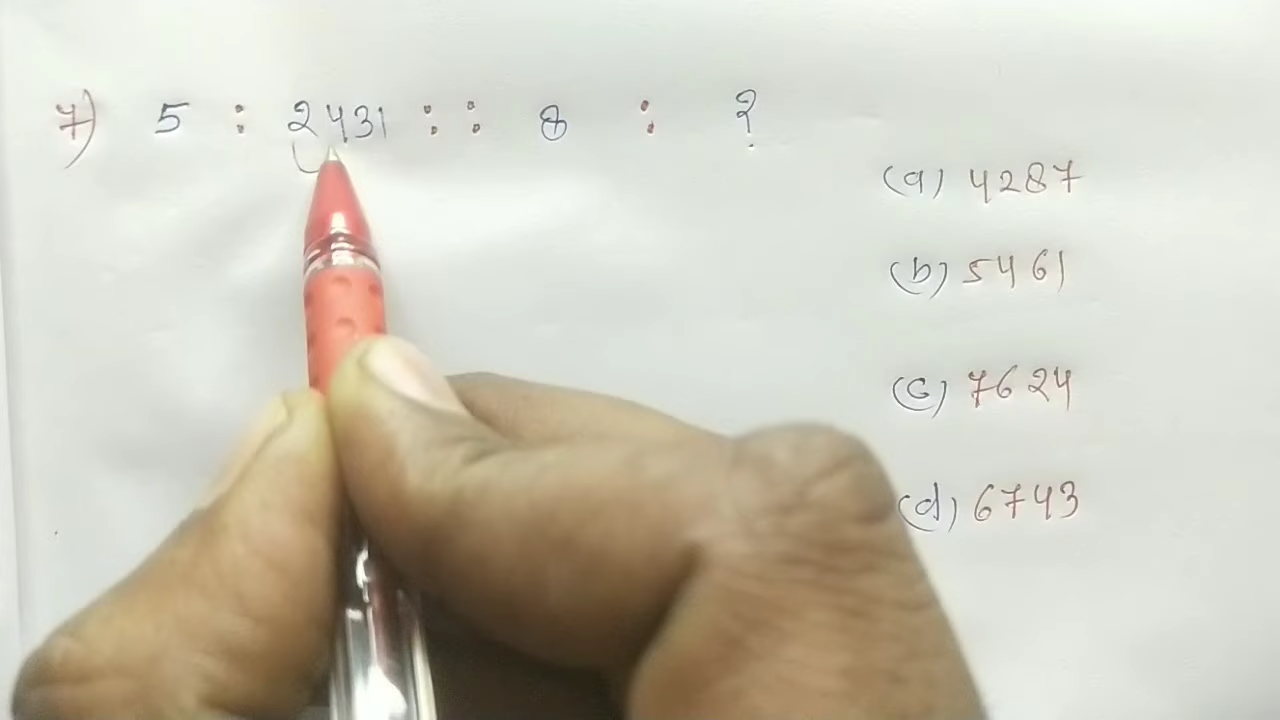 7) 5 : 2431 :: 8 : ?
(a) 4287
(b) 5461
(c) 7624
(d) 6743